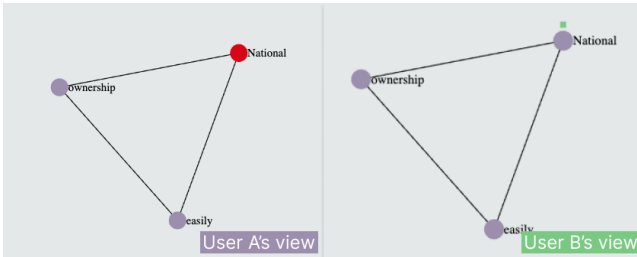 National
ownership
easily
User A's view
National
ownership
easily
User B's view